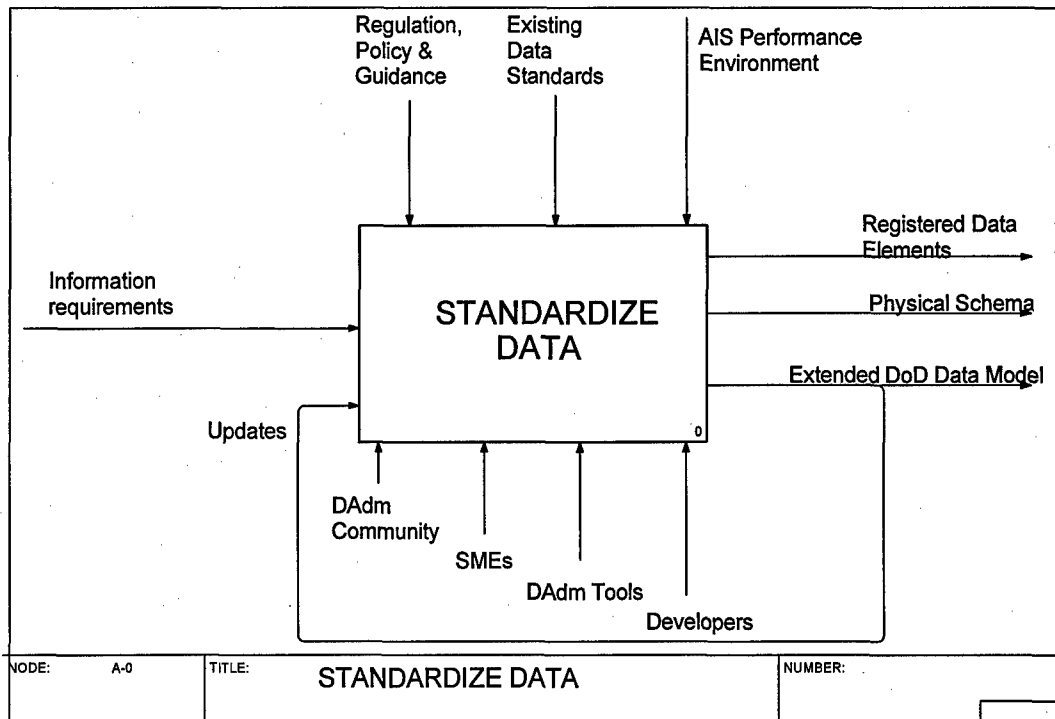 Regulation,
Policy &
Guidance
Existing
Data
Standards
AIS Performance
Environment
Registered Data
Elements
Information
requirements
Physical Schema
STANDARDIZE
DATA
Extended DoD Data Model
Updates
0
DAdm
Community
SMEs
DAdm Tools
Developers
NODE: A-0
TITLE: STANDARDIZE DATA
NUMBER: